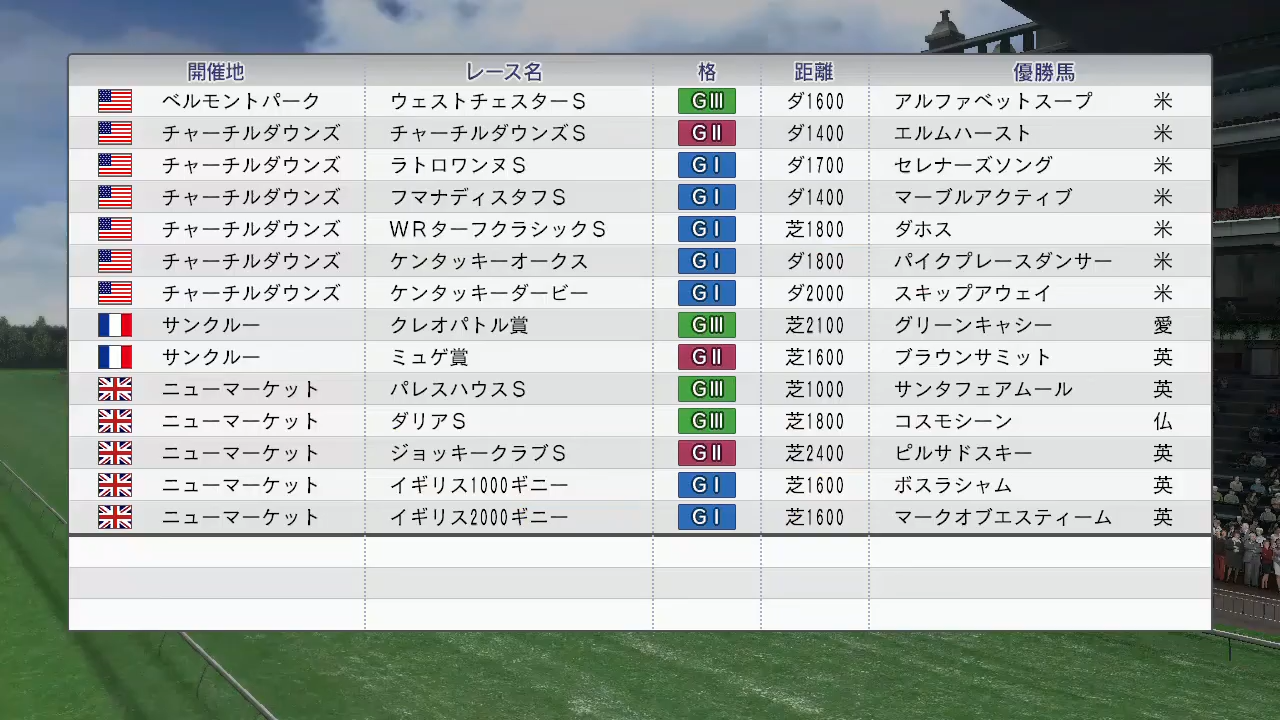 開催地 レース名 格 距離 優勝馬
ベルモントパーク ウェストチェスターS GⅢ ダ1600 アルファベットスープ 米
チャーチルダウンズ チャーチルダウンズS GⅡ ダ1400 エルムハースト 米
チャーチルダウンズ ラトロワンヌS GⅠ ダ1700 セレナーズソング 米
チャーチルダウンズ フマナディスタフS GⅠ ダ1400 マーブルアクティブ 米
チャーチルダウンズ WRターフクラシックS GⅠ 芝1800 ダホス 米
チャーチルダウンズ ケンタッキーオークス GⅠ ダ1800 パイクプレースダンサー 米
チャーチルダウンズ ケンタッキーダービー GⅠ ダ2000 スキップアウェイ 米
サンクルー クレオパトル賞 GⅢ 芝2100 グリーンキャシー 愛
サンクルー ミュゲ賞 GⅡ 芝1600 ブラウンサミット 英
ニューマーケット パレスハウスS GⅢ 芝1000 サンタフェアムール 英
ニューマーケット ダリアS GⅢ 芝1800 コスモシーン 仏
ニューマーケット ジョッキークラブS GⅡ 芝2400 ピルサドスキー 英
ニューマーケット イギリス1000ギニー GⅠ 芝1600 ボスラシャム 英
ニューマーケット イギリス2000ギニー GⅠ 芝1600 マークオブエスティーム 英